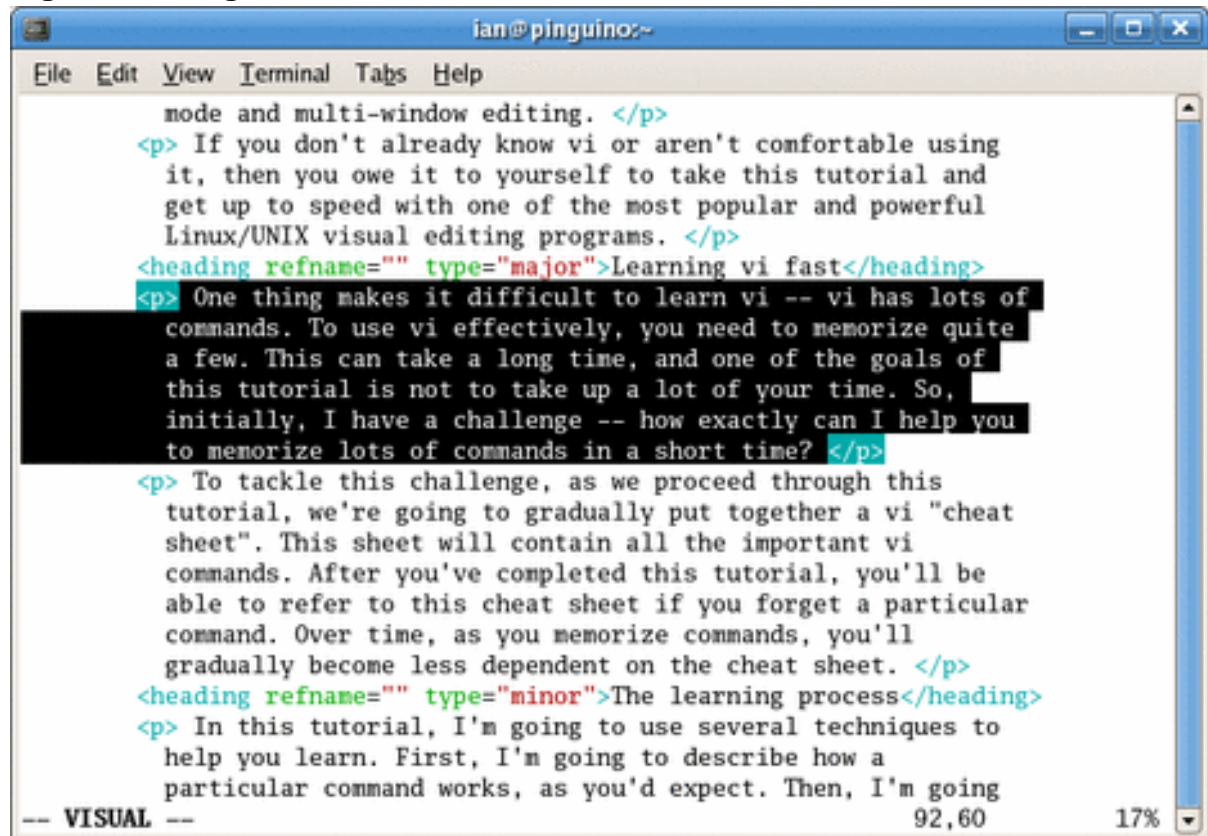 ian@pinguino:~
File Edit View Terminal Tabs Help
mode and multi-window editing. </p>
<p> If you don't already know vi or aren't comfortable using
it, then you owe it to yourself to take this tutorial and
get up to speed with one of the most popular and powerful
Linux/UNIX visual editing programs. </p>
<heading refname="" type="major">Learning vi fast</heading>
<p> One thing makes it difficult to learn vi -- vi has lots of
commands. To use vi effectively, you need to memorize quite
a few. This can take a long time, and one of the goals of
this tutorial is not to take up a lot of your time. So,
initially, I have a challenge -- how exactly can I help you
to memorize lots of commands in a short time? </p>
<p> To tackle this challenge, as we proceed through this
tutorial, we're going to gradually put together a vi "cheat
sheet". This sheet will contain all the important vi
commands. After you've completed this tutorial, you'll be
able to refer to this cheat sheet if you forget a particular
command. Over time, as you memorize commands, you'll
gradually become less dependent on the cheat sheet. </p>
<heading refname="" type="minor">The learning process</heading>
<p> In this tutorial, I'm going to use several techniques to
help you learn. First, I'm going to describe how a
particular command works, as you'd expect. Then, I'm going
-- VISUAL -- 92,60 17%